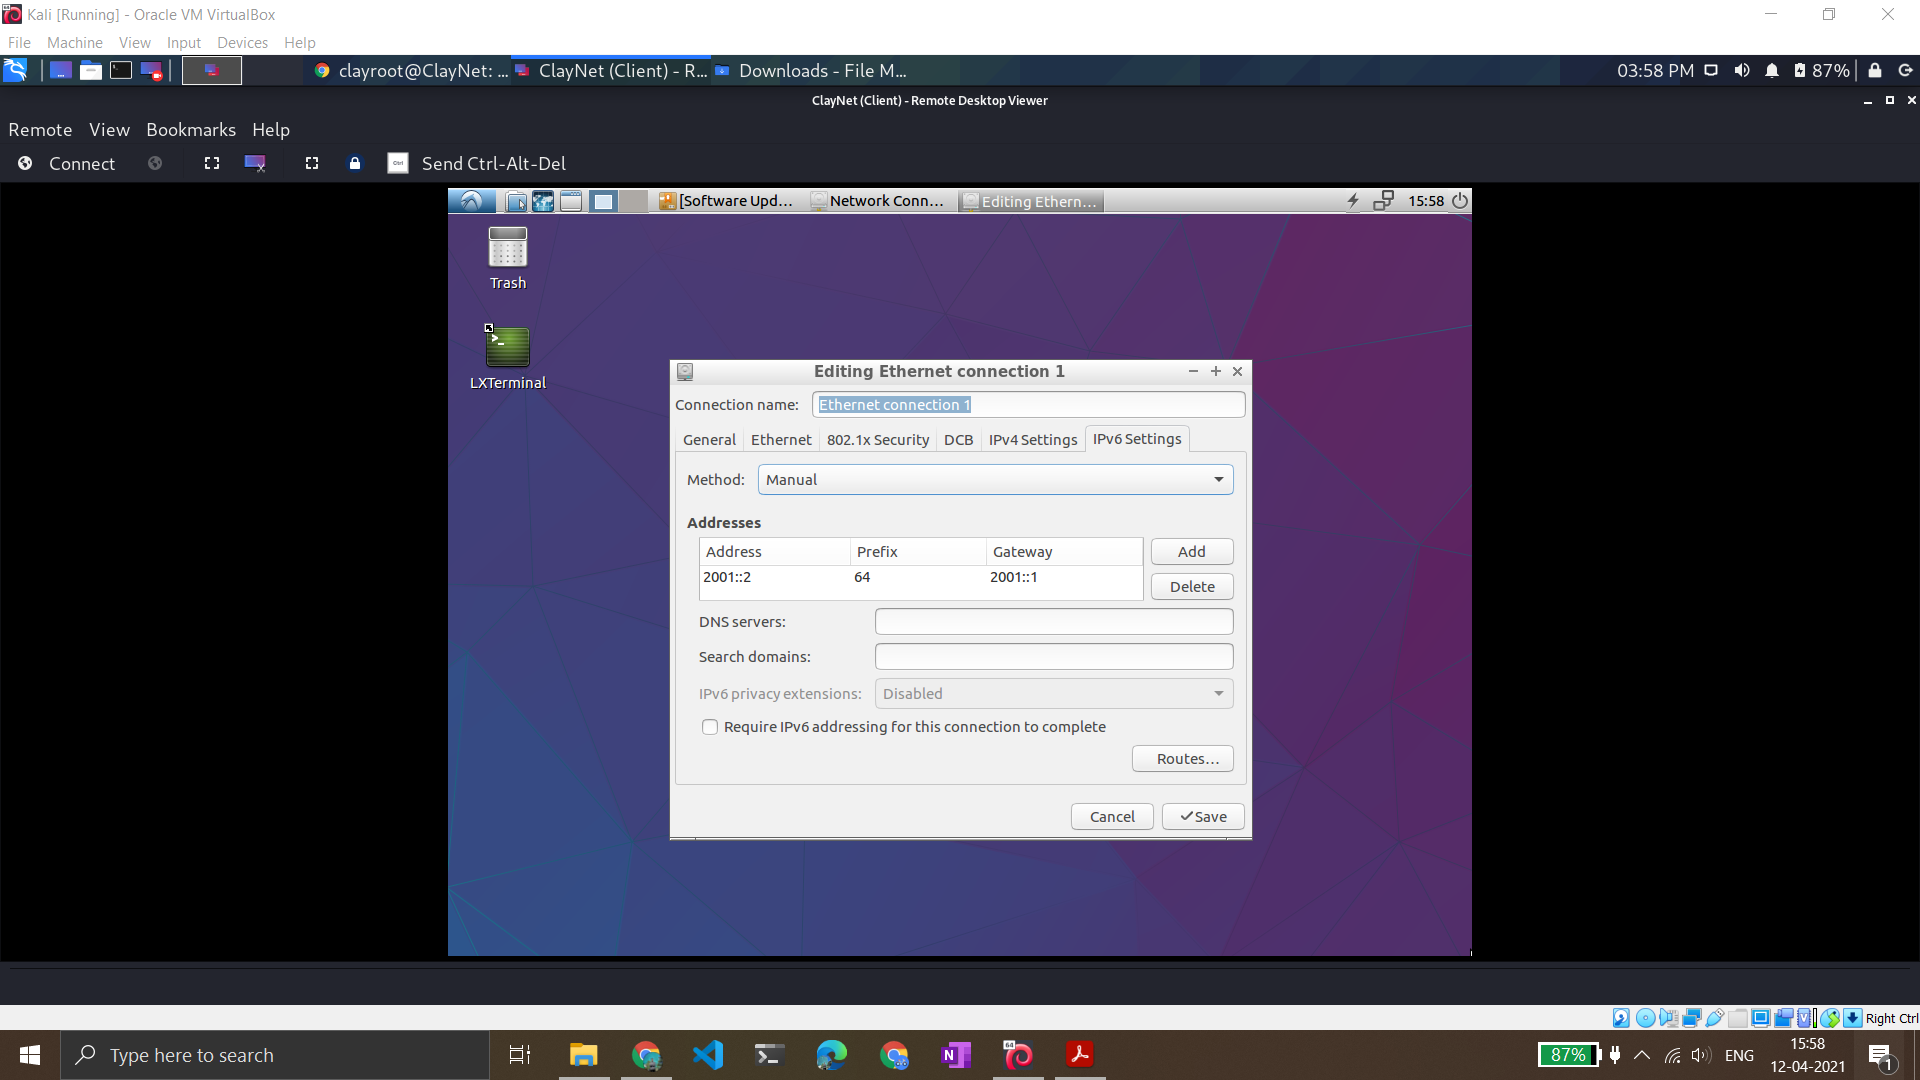 Kali [Running] - Oracle VM VirtualBox
File Machine View Input Devices Help
clayroot@ClayNet: ... ClayNet (Client) - R... Downloads - File M... 03:58 PM 87%
ClayNet (Client) - Remote Desktop Viewer
Remote View Bookmarks Help
Connect Ctrl Send Ctrl-Alt-Del
[Software Upd... Network Conn... Editing Ethern... 15:58
Trash
LXTerminal
Editing Ethernet connection 1
Connection name: Ethernet connection 1
General Ethernet 802.1x Security DCB IPv4 Settings IPv6 Settings
Method: Manual
Addresses
Address Prefix Gateway Add
2001::2 64 2001::1
Delete
DNS servers:
Search domains:
IPv6 privacy extensions: Disabled
Require IPv6 addressing for this connection to complete
Routes...
Cancel Save
Right Ctrl
Type here to search
87% ENG 15:58
12-04-2021
1